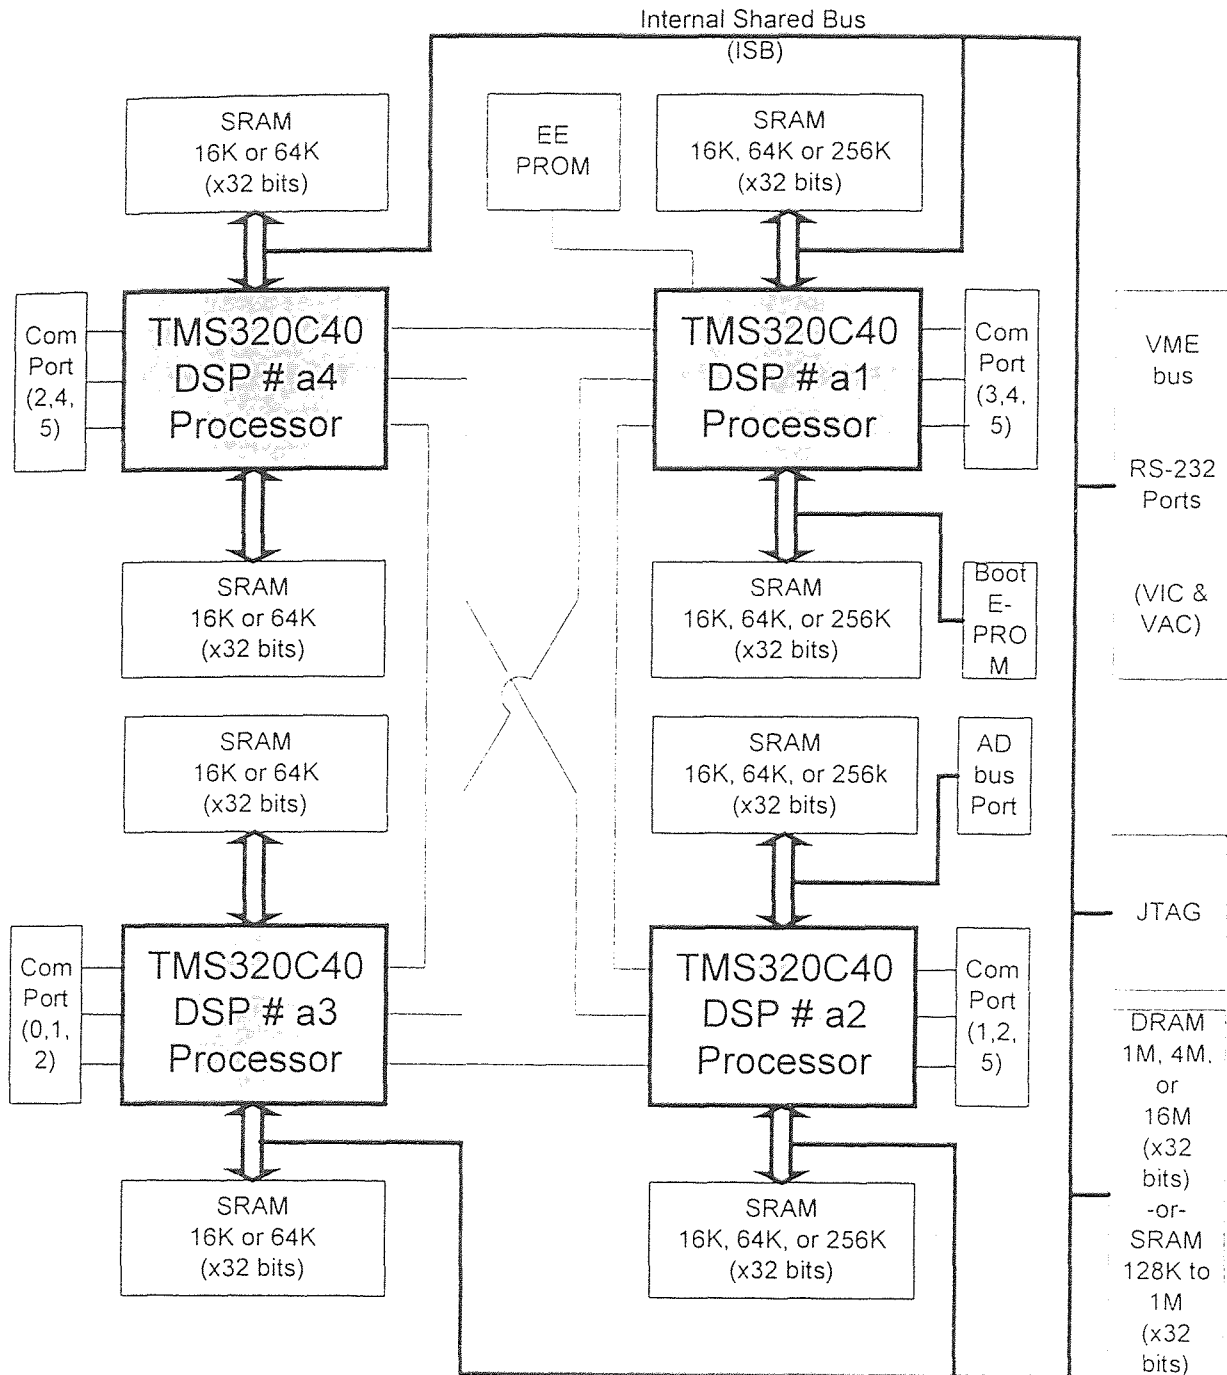 Internal Shared Bus
(ISB)
SRAM
16K or 64K
(x32 bits)
EE
PROM
SRAM
16K, 64K or 256K
(x32 bits)
Com
Port
(2,4,
5)
TMS320C40
DSP # a4
Processor
TMS320C40
DSP # a1
Processor
Com
Port
(3,4,
5)
VME
bus
RS-232
Ports
(VIC &
VAC)
SRAM
16K or 64K
(x32 bits)
SRAM
16K, 64K, or 256K
(x32 bits)
Boot
E-
PRO
M
SRAM
16K or 64K
(x32 bits)
SRAM
16K, 64K, or 256k
(x32 bits)
AD
bus
Port
JTAG
Com
Port
(0,1,
2)
TMS320C40
DSP # a3
Processor
TMS320C40
DSP # a2
Processor
Com
Port
(1,2,
5)
DRAM
1M, 4M,
or
16M
(x32
bits)
-or-
SRAM
128K to
1M
(x32
bits)
SRAM
16K or 64K
(x32 bits)
SRAM
16K, 64K, or 256K
(x32 bits)